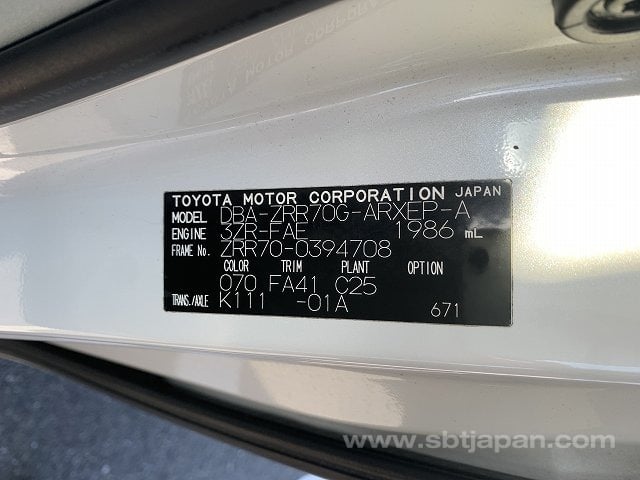 TOYOTA MOTOR CORPORATION JAPAN
MODEL DBA-ZRR70G-ARXEP-A
ENGINE 3ZR-FAE 1986 mL
FRAME No. ZRR70-0394708
COLOR TRIM PLANT OPTION
070 FA41 C25
TRANS./AXLE K111 -01A 671
www.sbtjapan.com